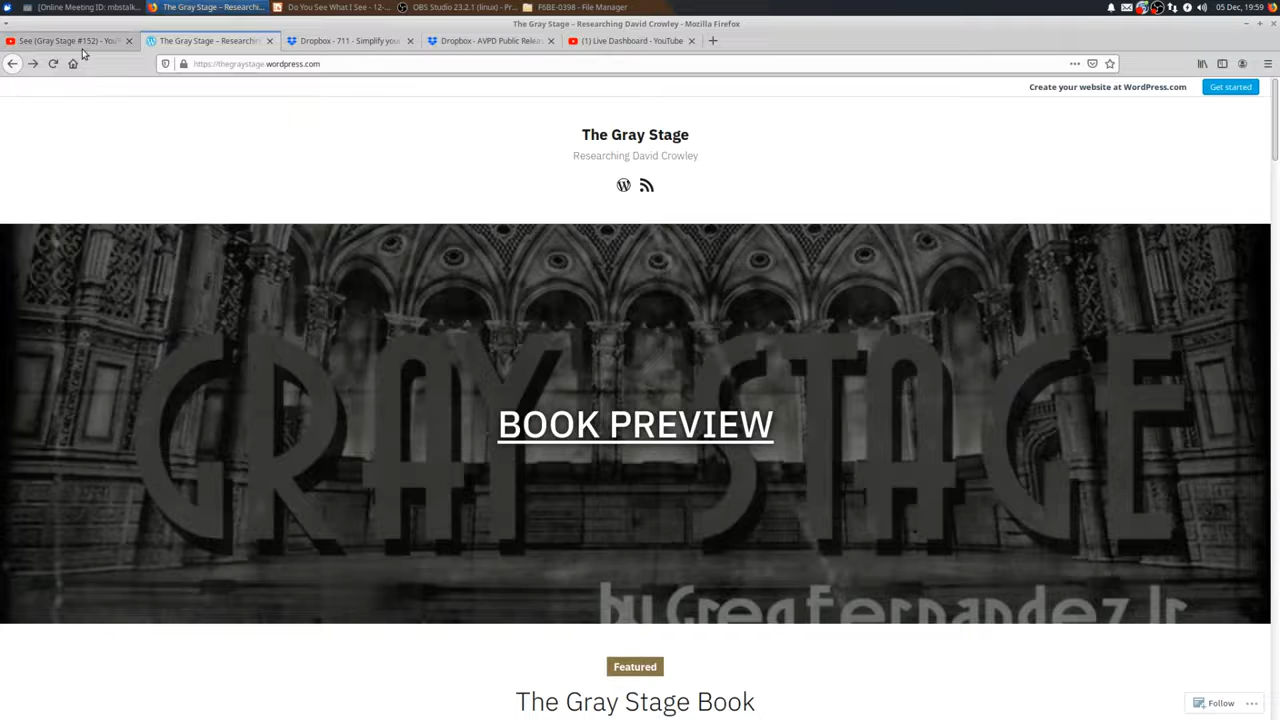 [Online Meeting ID: mbstalk...
The Gray Stage – Researchi...
Do You See What I See - 12-...
OBS Studio 23.2.1 (linux) - Pr...
F6BE-0398 - File Manager
05 Dec, 19:59
The Gray Stage – Researching David Crowley - Mozilla Firefox
See (Gray Stage #152) - YouT
The Gray Stage – Researchin
Dropbox - 711 - Simplify you
Dropbox - AVPD Public Relea
(1) Live Dashboard - YouTube
https://thegraystage.wordpress.com
Create your website at WordPress.com
Get started
The Gray Stage
Researching David Crowley
GRAY STAGE
BOOK PREVIEW
by Greg Fernandez Jr
Featured
The Gray Stage Book
Follow